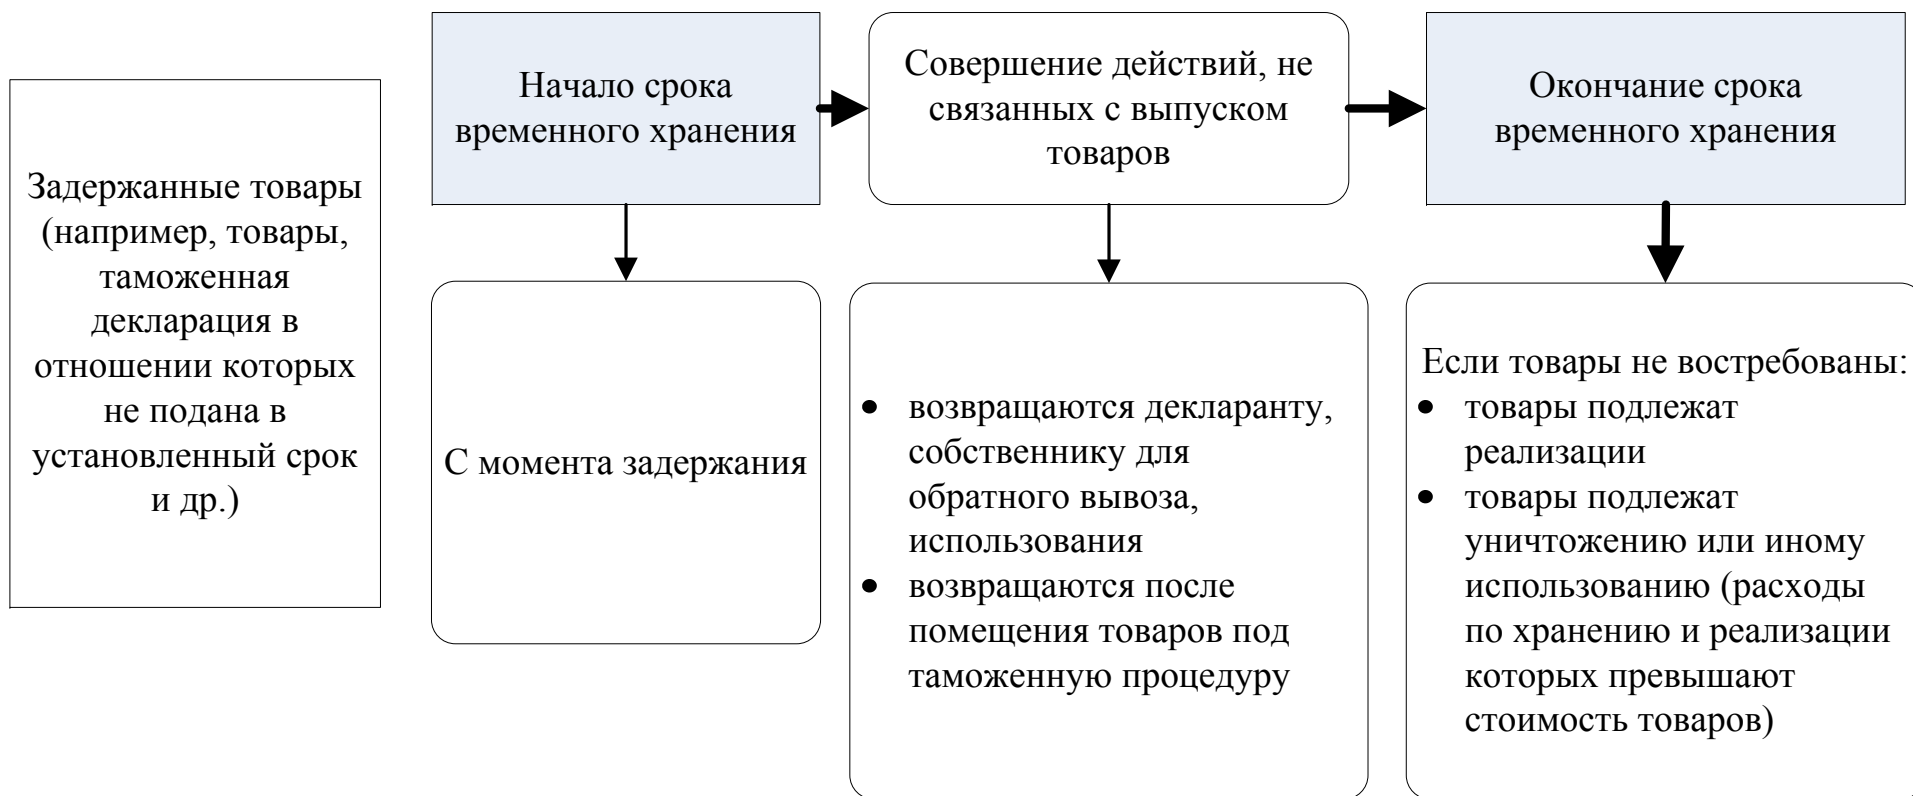 Задержанные товары
(например, товары,
таможенная
декларация в
отношении которых
не подана в
установленный срок
и др.)
Начало срока
временного хранения
Совершение действий, не
связанных с выпуском
товаров
Окончание срока
временного хранения
С момента задержания
• возвращаются декларанту,
собственнику для
обратного вывоза,
использования
• возвращаются после
помещения товаров под
таможенную процедуру
Если товары не востребованы:
• товары подлежат
реализации
• товары подлежат
уничтожению или иному
использованию (расходы
по хранению и реализации
которых превышают
стоимость товаров)